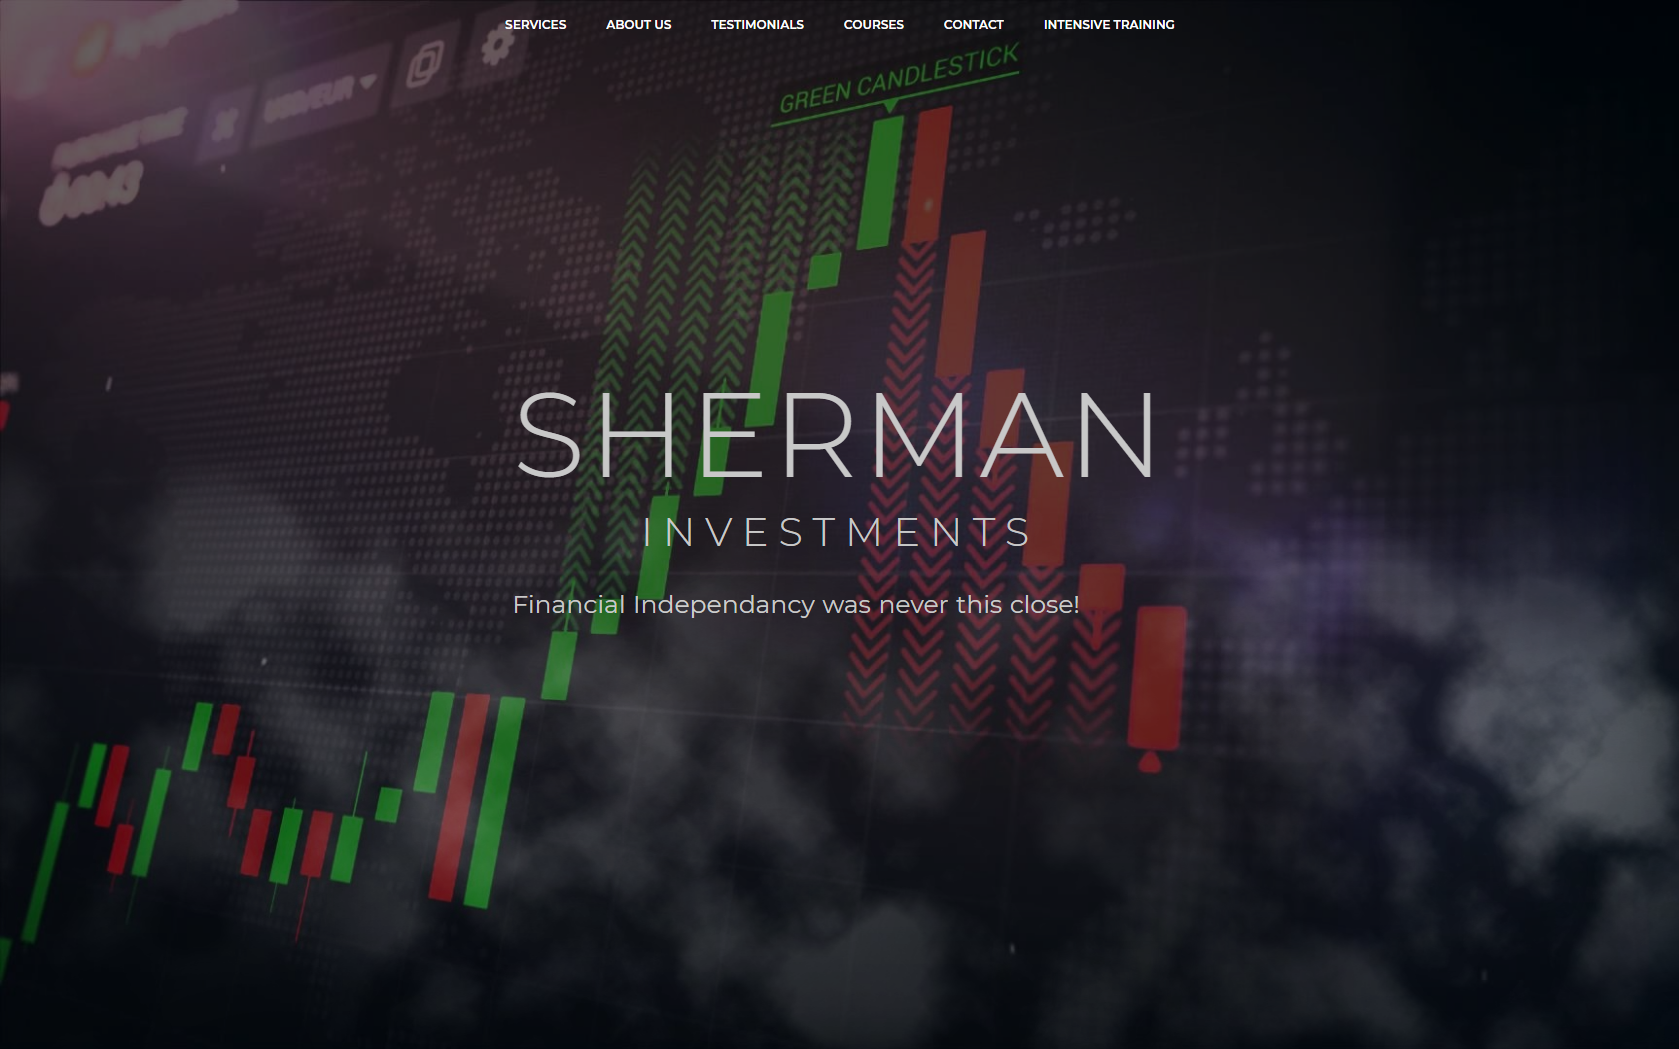 SERVICES ABOUT US TESTIMONIALS COURSES CONTACT INTENSIVE TRAINING
GREEN CANDLESTICK
SHERMAN
INVESTMENTS
Financial Independancy was never this close!